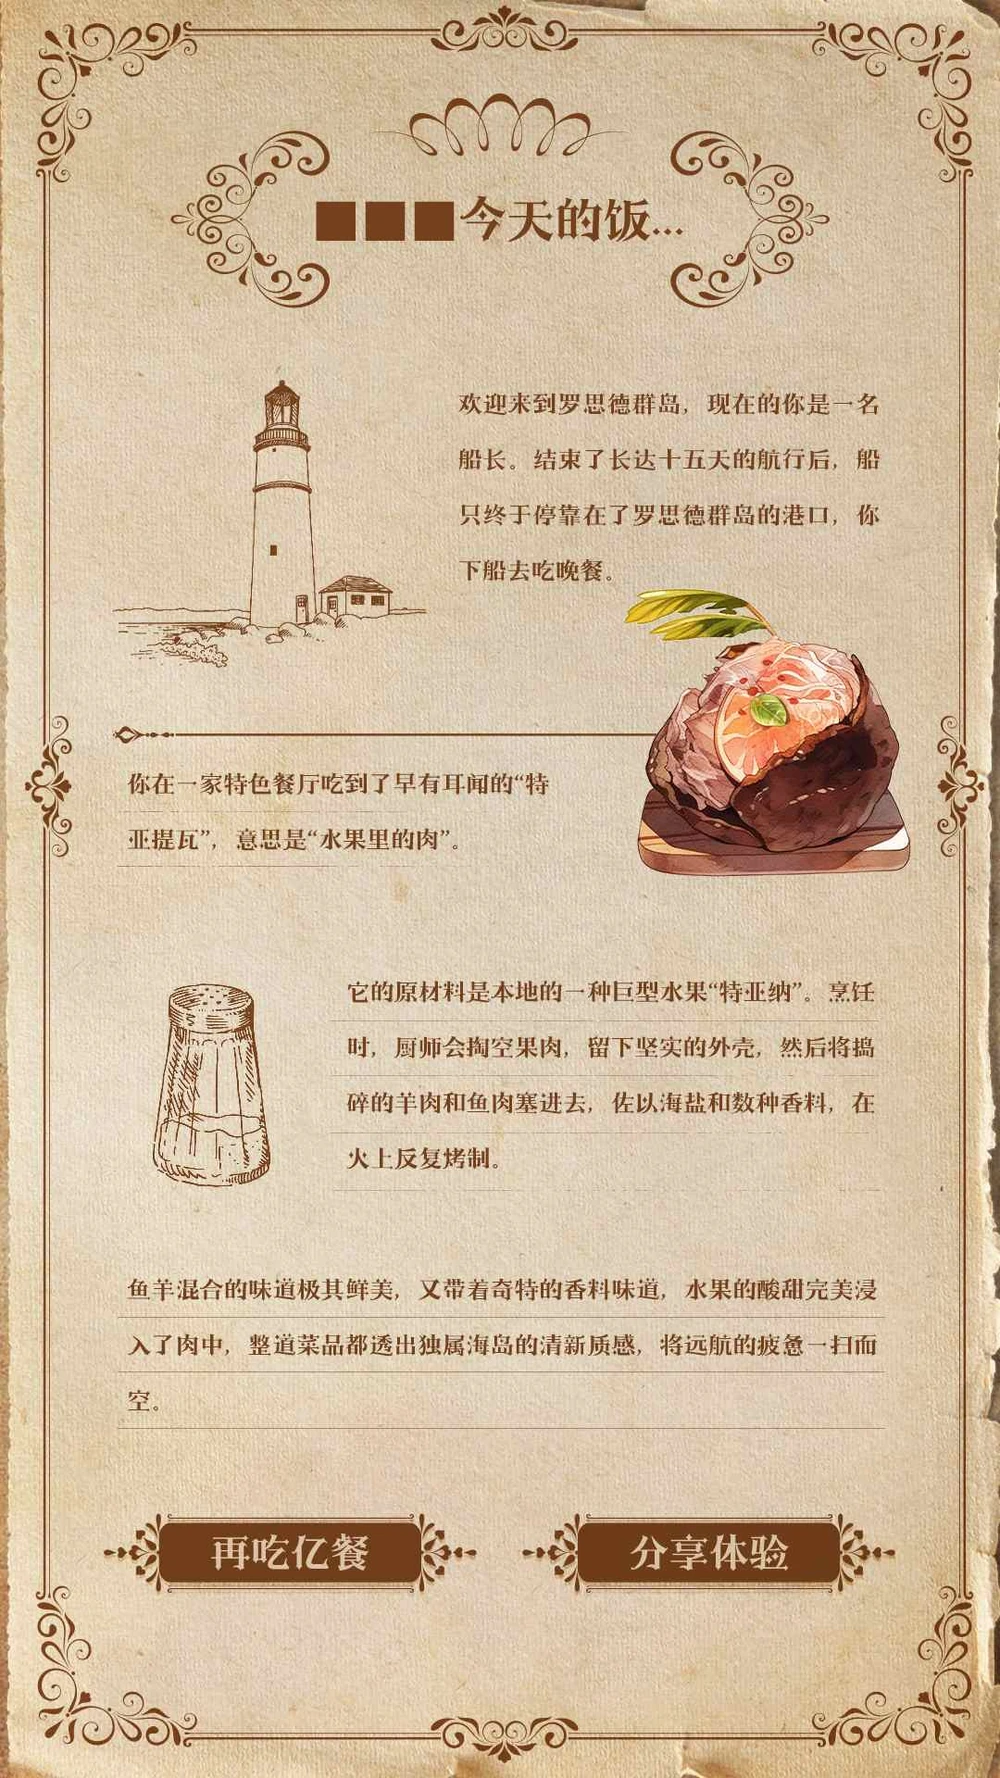 ■■■今天的饭...
欢迎来到罗思德群岛，现在的你是一名
船长。结束了长达十五天的航行后，船
只终于停靠在了罗思德群岛的港口，你
下船去吃晚餐。
你在一家特色餐厅吃到了早有耳闻的“特
亚提瓦”，意思是“水果里的肉”。
它的原材料是本地的一种巨型水果“特亚纳”。烹饪
时，厨师会掏空果肉，留下坚实的外壳，然后将捣
碎的羊肉和鱼肉塞进去，佐以海盐和数种香料，在
火上反复烤制。
鱼羊混合的味道极其鲜美，又带着奇特的香料味道，水果的酸甜完美浸
入了肉中，整道菜品都透出独属海岛的清新质感，将远航的疲惫一扫而
空。
再吃亿餐
分享体验